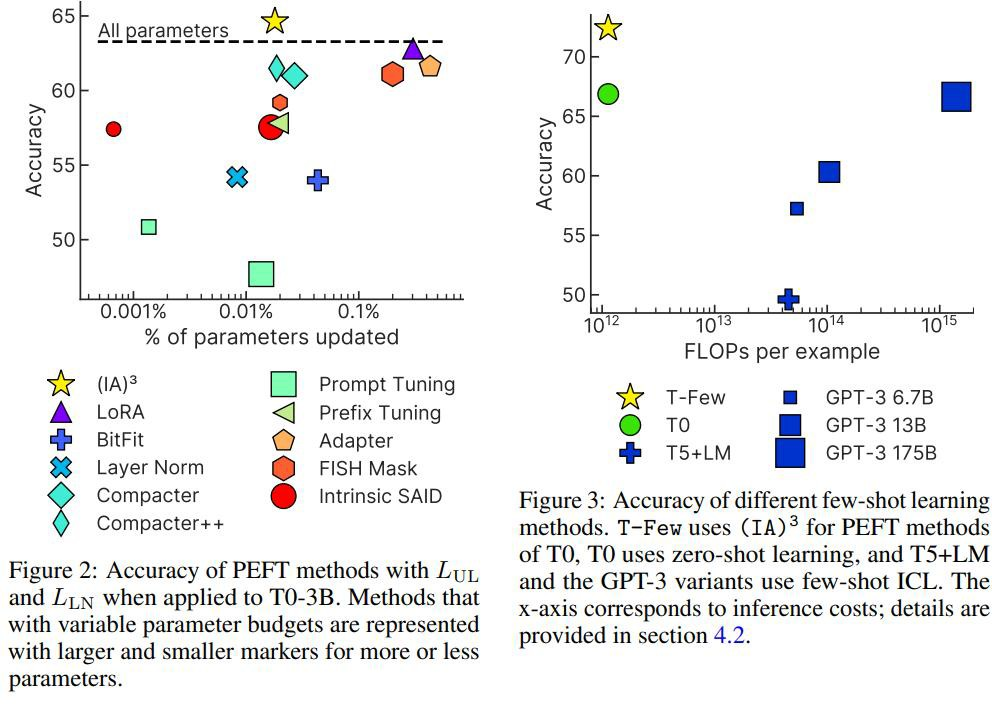 65
All parameters
60
55
50
Accuracy
0.001%
0.01%
0.1%
% of parameters updated
(IA)³
LoRA
BitFit
Layer Norm
Compacter
Compacter++
Prompt Tuning
Prefix Tuning
Adapter
FISH Mask
Intrinsic SAID
Figure 2: Accuracy of PEFT methods with L_UL
and L_LN when applied to T0-3B. Methods that
with variable parameter budgets are represented
with larger and smaller markers for more or less
parameters.
70
65
60
55
50
Accuracy
10¹²
10¹³
10¹⁴
10¹⁵
FLOPs per example
T-Few
T0
T5+LM
GPT-3 6.7B
GPT-3 13B
GPT-3 175B
Figure 3: Accuracy of different few-shot learning
methods. T-Few uses (IA)³ for PEFT methods
of T0, T0 uses zero-shot learning, and T5+LM
and the GPT-3 variants use few-shot ICL. The
x-axis corresponds to inference costs; details are
provided in section 4.2.